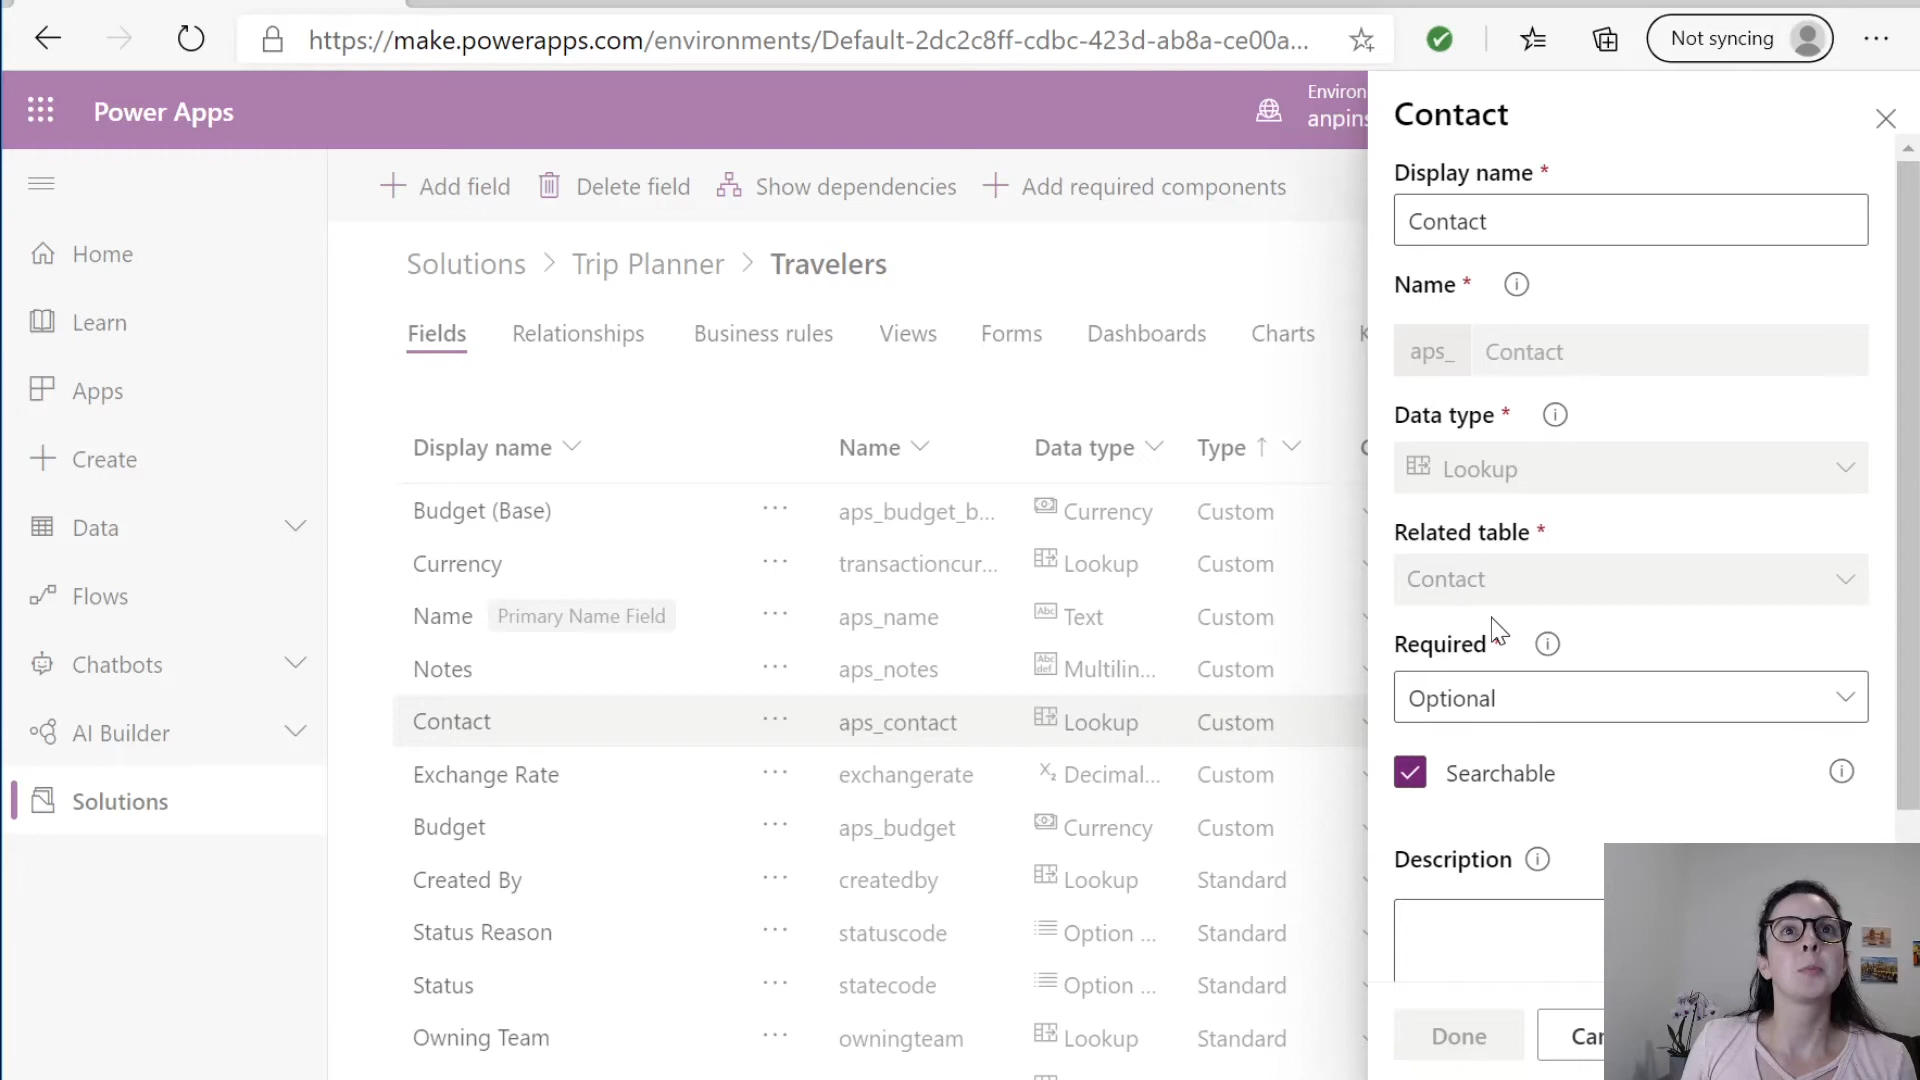 https://make.powerapps.com/environments/Default-2dc2c8ff-cdbc-423d-ab8a-ce00a...
Not syncing
Power Apps
Environ
anpins
Add field
Delete field
Show dependencies
Add required components
Home
Learn
Apps
Create
Data
Flows
Chatbots
AI Builder
Solutions
Solutions > Trip Planner > Travelers
Fields
Relationships
Business rules
Views
Forms
Dashboards
Charts
K
Display name
Name
Data type
Type
Budget (Base) ... aps_budget_b... Currency Custom
Currency ... transactioncur... Lookup Custom
Name Primary Name Field ... aps_name Abc Text Custom
Notes ... aps_notes Abc def Multilin... Custom
Contact ... aps_contact Lookup Custom
Exchange Rate ... exchangerate X2 Decimal... Custom
Budget ... aps_budget Currency Custom
Created By ... createdby Lookup Standard
Status Reason ... statuscode Option ... Standard
Status ... statecode Option ... Standard
Owning Team ... owningteam Lookup Standard
Contact
Display name *
Contact
Name *
aps_ Contact
Data type *
Lookup
Related table *
Contact
Required *
Optional
Searchable
Description
Done
Can